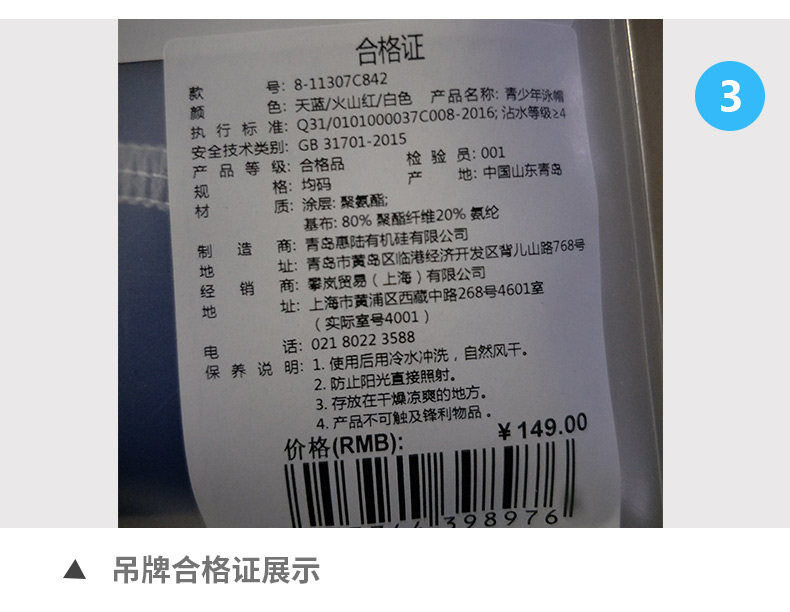 合格证
款 号: 8-11307C842
颜 色: 天蓝/火山红/白色 产品名称: 青少年泳帽
执行标准: Q31/0101000037C008-2016; 沾水等级≥4
安全技术类别: GB 31701-2015
产品等级: 合格品 检验员: 001
规 格: 均码 产 地: 中国山东青岛
材 质: 涂层: 聚氨酯;
基布: 80% 聚酯纤维20% 氨纶
制造商: 青岛惠陆有机硅有限公司
地 址: 青岛市黄岛区临港经济开发区背儿山路768号
经销商: 攀岚贸易（上海）有限公司
地 址: 上海市黄浦区西藏中路268号4601室
（实际室号4001）
电 话: 021 8022 3588
保养说明: 1. 使用后用冷水冲洗，自然风干。
2. 防止阳光直接照射。
3. 存放在干燥凉爽的地方。
4. 产品不可触及锋利物品。
价格(RMB): ￥149.00
398976
3
▲ 吊牌合格证展示